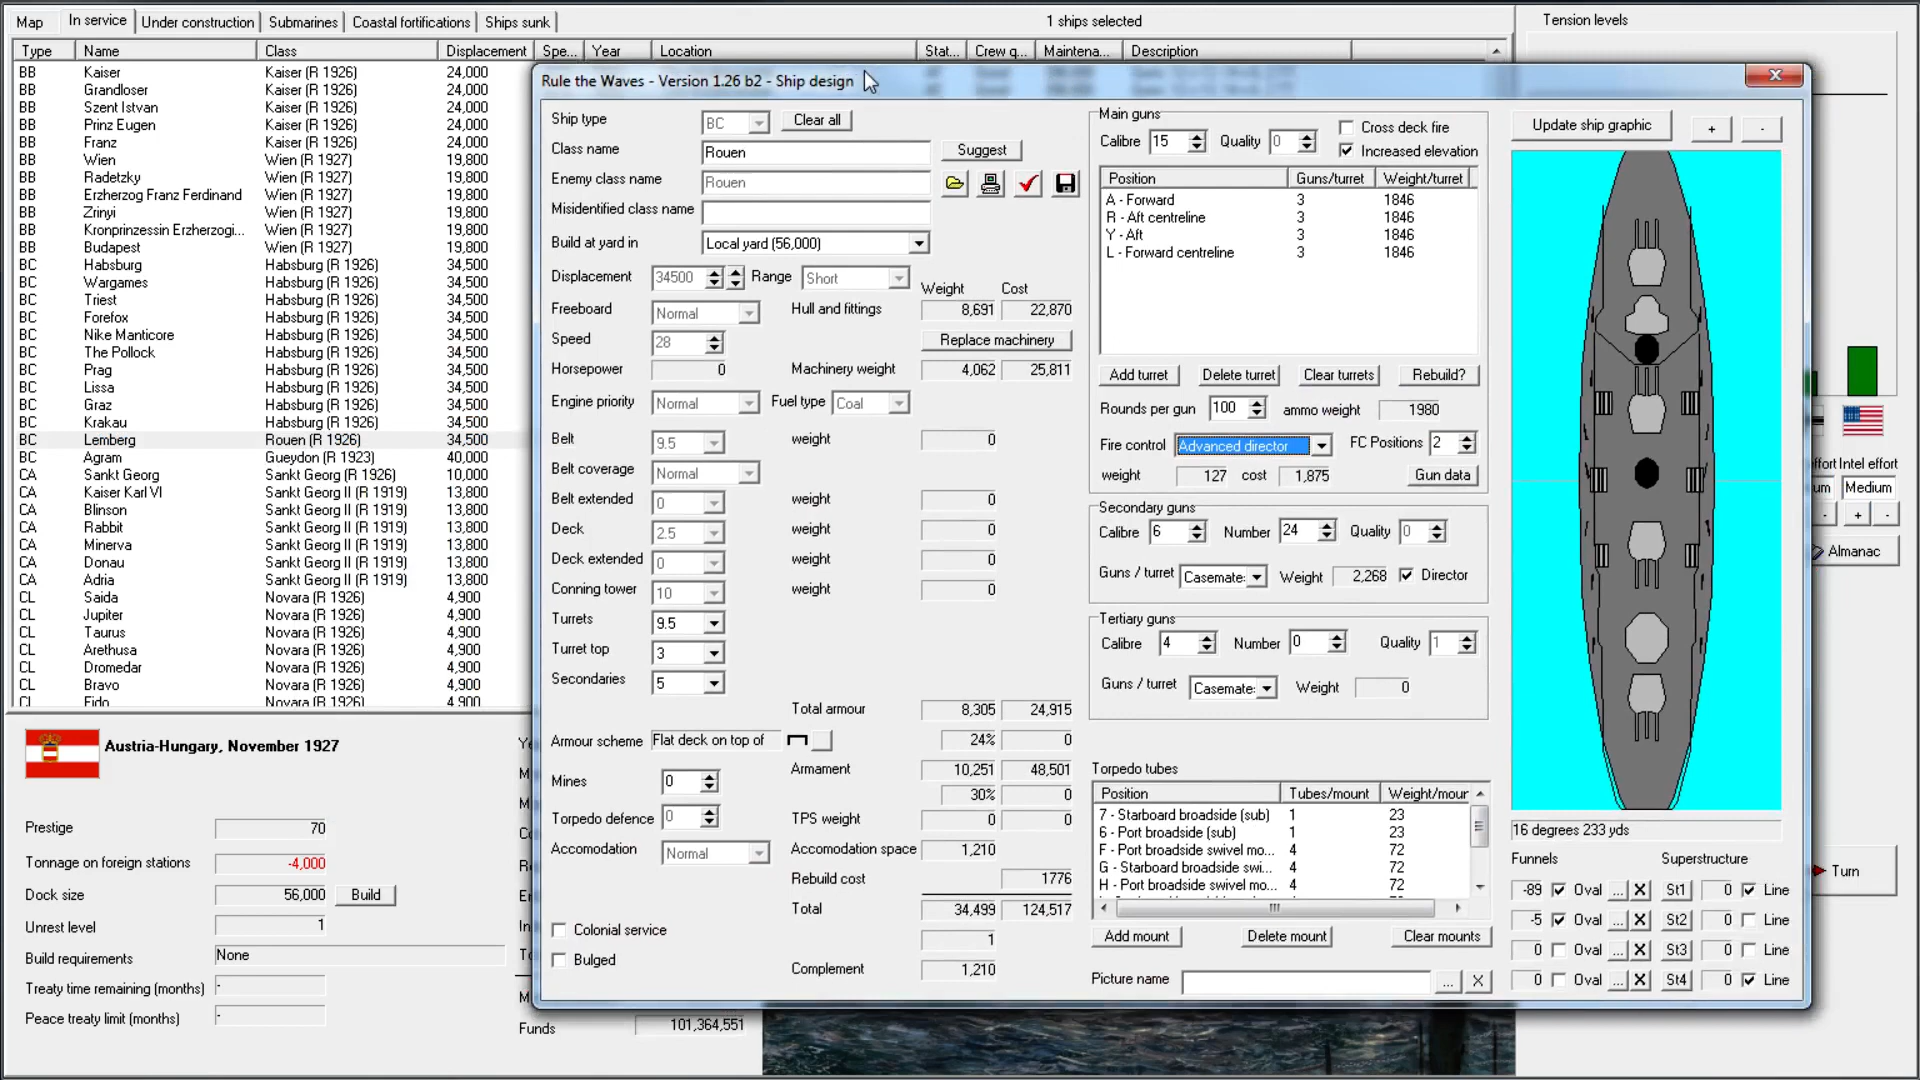 Map
In service
Under construction
Submarines
Coastal fortifications
Ships sunk
1 ships selected
Tension levels
Type Name Class Displacement Spe... Year Location Stat... Crew q... Maintena... Description
BB Kaiser Kaiser (R 1926) 24,000
BB Grandloser Kaiser (R 1926) 24,000
BB Szent Istvan Kaiser (R 1926) 24,000
BB Prinz Eugen Kaiser (R 1926) 24,000
BB Franz Kaiser (R 1926) 24,000
BB Wien Wien (R 1927) 19,800
BB Radetzky Wien (R 1927) 19,800
BB Erzherzog Franz Ferdinand Wien (R 1927) 19,800
BB Zrinyi Wien (R 1927) 19,800
BB Kronprinzessin Erzherzogi... Wien (R 1927) 19,800
BB Budapest Wien (R 1927) 19,800
BC Habsburg Habsburg (R 1926) 34,500
BC Wargames Habsburg (R 1926) 34,500
BC Triest Habsburg (R 1926) 34,500
BC Forefox Habsburg (R 1926) 34,500
BC Nike Manticore Habsburg (R 1926) 34,500
BC The Pollock Habsburg (R 1926) 34,500
BC Prag Habsburg (R 1926) 34,500
BC Lissa Habsburg (R 1926) 34,500
BC Graz Habsburg (R 1926) 34,500
BC Krakau Habsburg (R 1926) 34,500
BC Lemberg Rouen (R 1926) 34,500
BC Agram Gueydon (R 1923) 40,000
CA Sankt Georg Sankt Georg (R 1926) 10,000
CA Kaiser Karl VI Sankt Georg II (R 1919) 13,800
CA Blinson Sankt Georg II (R 1919) 13,800
CA Rabbit Sankt Georg II (R 1919) 13,800
CA Minerva Sankt Georg II (R 1919) 13,800
CA Donau Sankt Georg II (R 1919) 13,800
CA Adria Sankt Georg II (R 1919) 13,800
CL Saida Novara (R 1926) 4,900
CL Jupiter Novara (R 1926) 4,900
CL Taurus Novara (R 1926) 4,900
CL Arethusa Novara (R 1926) 4,900
CL Dromedar Novara (R 1926) 4,900
CL Bravo Novara (R 1926) 4,900
CL Fido Novara (R 1926) 4,900
Austria-Hungary, November 1927
Prestige 70
Tonnage on foreign stations -4,000
Dock size 56,000 Build
Unrest level 1
Build requirements None
Treaty time remaining (months) -
Peace treaty limit (months) -
Funds 101,364,551
Rule the Waves - Version 1.26 b2 - Ship design
Ship type BC Clear all
Class name Rouen Suggest
Enemy class name Rouen
Misidentified class name
Build at yard in Local yard (56,000)
Displacement 34500 Range Short
Weight Cost
Freeboard Normal Hull and fittings 8,691 22,870
Speed 28 Replace machinery
Horsepower 0 Machinery weight 4,062 25,811
Engine priority Normal Fuel type Coal
Belt 9.5 weight 0
Belt coverage Normal
Belt extended 0 weight 0
Deck 2.5 weight 0
Deck extended 0 weight 0
Conning tower 10 weight 0
Turrets 9.5
Turret top 3
Secondaries 5
Total armour 8,305 24,915
Armour scheme Flat deck on top of 24% 0
Armament 10,251 48,501
Mines 0 30% 0
Torpedo defence 0 TPS weight 0 0
Accomodation Normal Accomodation space 1,210
Rebuild cost 1776
Total 34,499 124,517
Colonial service 1
Bulged
Complement 1,210
Main guns
Calibre 15 Quality 0
Cross deck fire
Increased elevation
Position Guns/turret Weight/turret
A - Forward 3 1846
R - Aft centreline 3 1846
Y - Aft 3 1846
L - Forward centreline 3 1846
Add turret Delete turret Clear turrets Rebuild?
Rounds per gun 100 ammo weight 1980
Fire control Advanced director FC Positions 2
weight 127 cost 1,875 Gun data
Secondary guns
Calibre 6 Number 24 Quality 0
Guns / turret Casemate: Weight 2,268 Director
Tertiary guns
Calibre 4 Number 0 Quality 1
Guns / turret Casemate: Weight 0
Torpedo tubes
Position Tubes/mount Weight/mour
7 - Starboard broadside (sub) 1 23
6 - Port broadside (sub) 1 23
F - Port broadside swivel mo... 4 72
G - Starboard broadside swi... 4 72
H - Port broadside swivel mo... 4 72
Add mount Delete mount Clear mounts
Picture name ... X
Update ship graphic + -
16 degrees 233 yds
Funnels Superstructure
-89 Oval ... X St1 0 Line
-5 Oval ... X St2 0 Line
0 Oval ... X St3 0 Line
0 Oval ... X St4 0 Line
ffort Intel effort
um Medium
- + -
Almanac
Turn